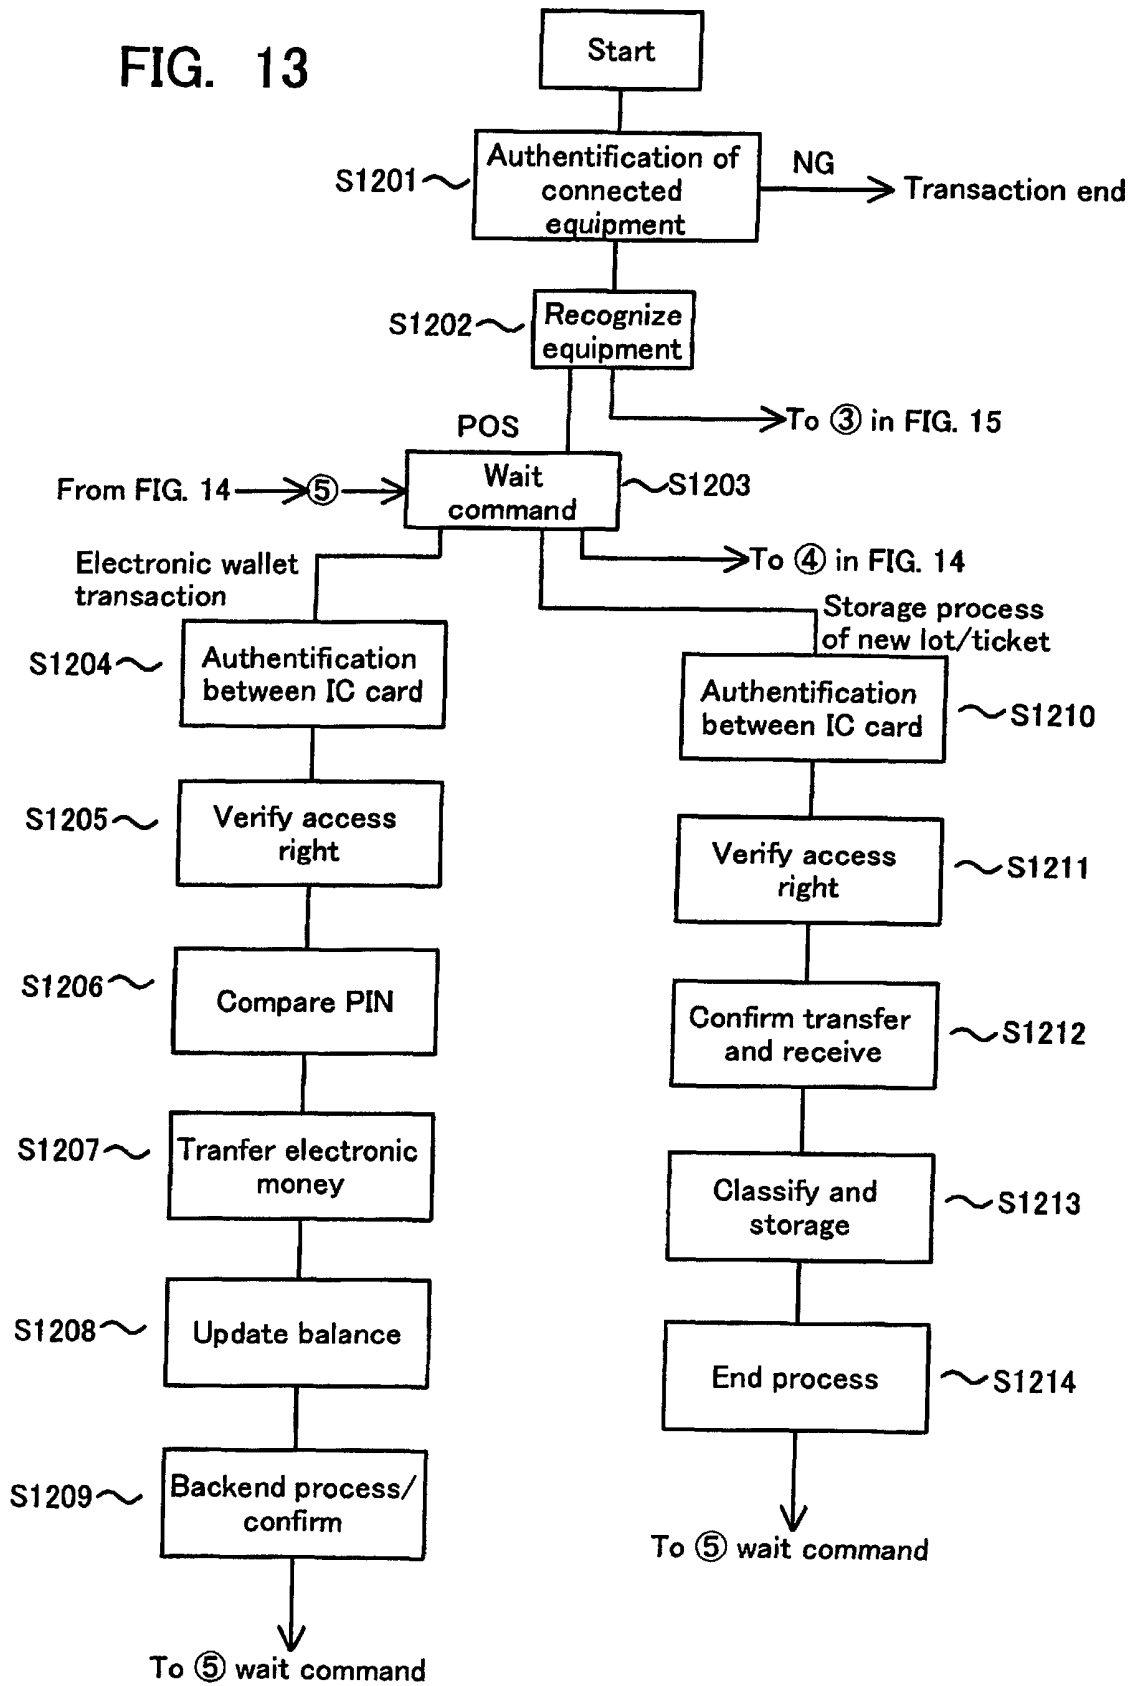 FIG. 13
Start
S1201
Authentification of
connected
equipment
NG
Transaction end
S1202
Recognize
equipment
To ③ in FIG. 15
POS
From FIG. 14
⑤
Wait
command
S1203
To ④ in FIG. 14
Electronic wallet
transaction
Storage process
of new lot/ticket
S1204
Authentification
between IC card
S1205
Verify access
right
S1206
Compare PIN
S1207
Tranfer electronic
money
S1208
Update balance
S1209
Backend process/
confirm
To ⑤ wait command
Authentification
between IC card
S1210
Verify access
right
S1211
Confirm transfer
and receive
S1212
Classify and
storage
S1213
End process
S1214
To ⑤ wait command